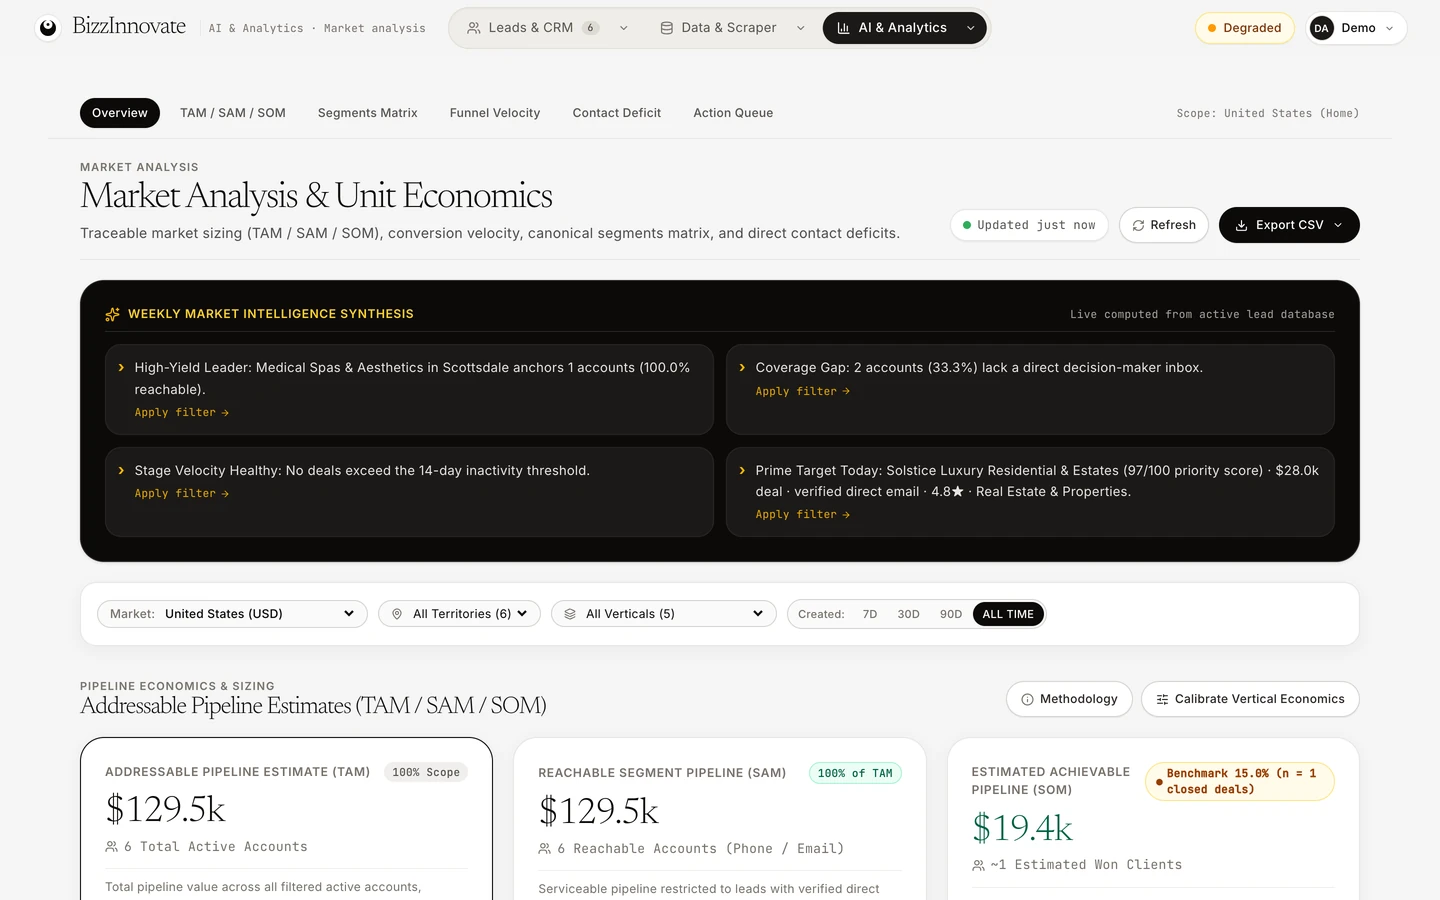 BizzInnovate
AI & Analytics · Market analysis
Leads & CRM 6
Data & Scraper
AI & Analytics
Degraded
DA Demo
Overview
TAM / SAM / SOM
Segments Matrix
Funnel Velocity
Contact Deficit
Action Queue
Scope: United States (Home)
MARKET ANALYSIS
Market Analysis & Unit Economics
Traceable market sizing (TAM / SAM / SOM), conversion velocity, canonical segments matrix, and direct contact deficits.
Updated just now
Refresh
Export CSV
WEEKLY MARKET INTELLIGENCE SYNTHESIS
Live computed from active lead database
› High-Yield Leader: Medical Spas & Aesthetics in Scottsdale anchors 1 accounts (100.0%
reachable).
Apply filter →
› Coverage Gap: 2 accounts (33.3%) lack a direct decision-maker inbox.
Apply filter →
› Stage Velocity Healthy: No deals exceed the 14-day inactivity threshold.
Apply filter →
› Prime Target Today: Solstice Luxury Residential & Estates (97/100 priority score) · $28.0k
deal · verified direct email · 4.8★ · Real Estate & Properties.
Apply filter →
Market: United States (USD)
All Territories (6)
All Verticals (5)
Created: 7D 30D 90D ALL TIME
PIPELINE ECONOMICS & SIZING
Addressable Pipeline Estimates (TAM / SAM / SOM)
Methodology
Calibrate Vertical Economics
ADDRESSABLE PIPELINE ESTIMATE (TAM)
100% Scope
$129.5k
6 Total Active Accounts
Total pipeline value across all filtered active accounts,
REACHABLE SEGMENT PIPELINE (SAM)
100% of TAM
$129.5k
6 Reachable Accounts (Phone / Email)
Serviceable pipeline restricted to leads with verified direct
ESTIMATED ACHIEVABLE
PIPELINE (SOM)
Benchmark 15.0% (n = 1
closed deals)
$19.4k
~1 Estimated Won Clients